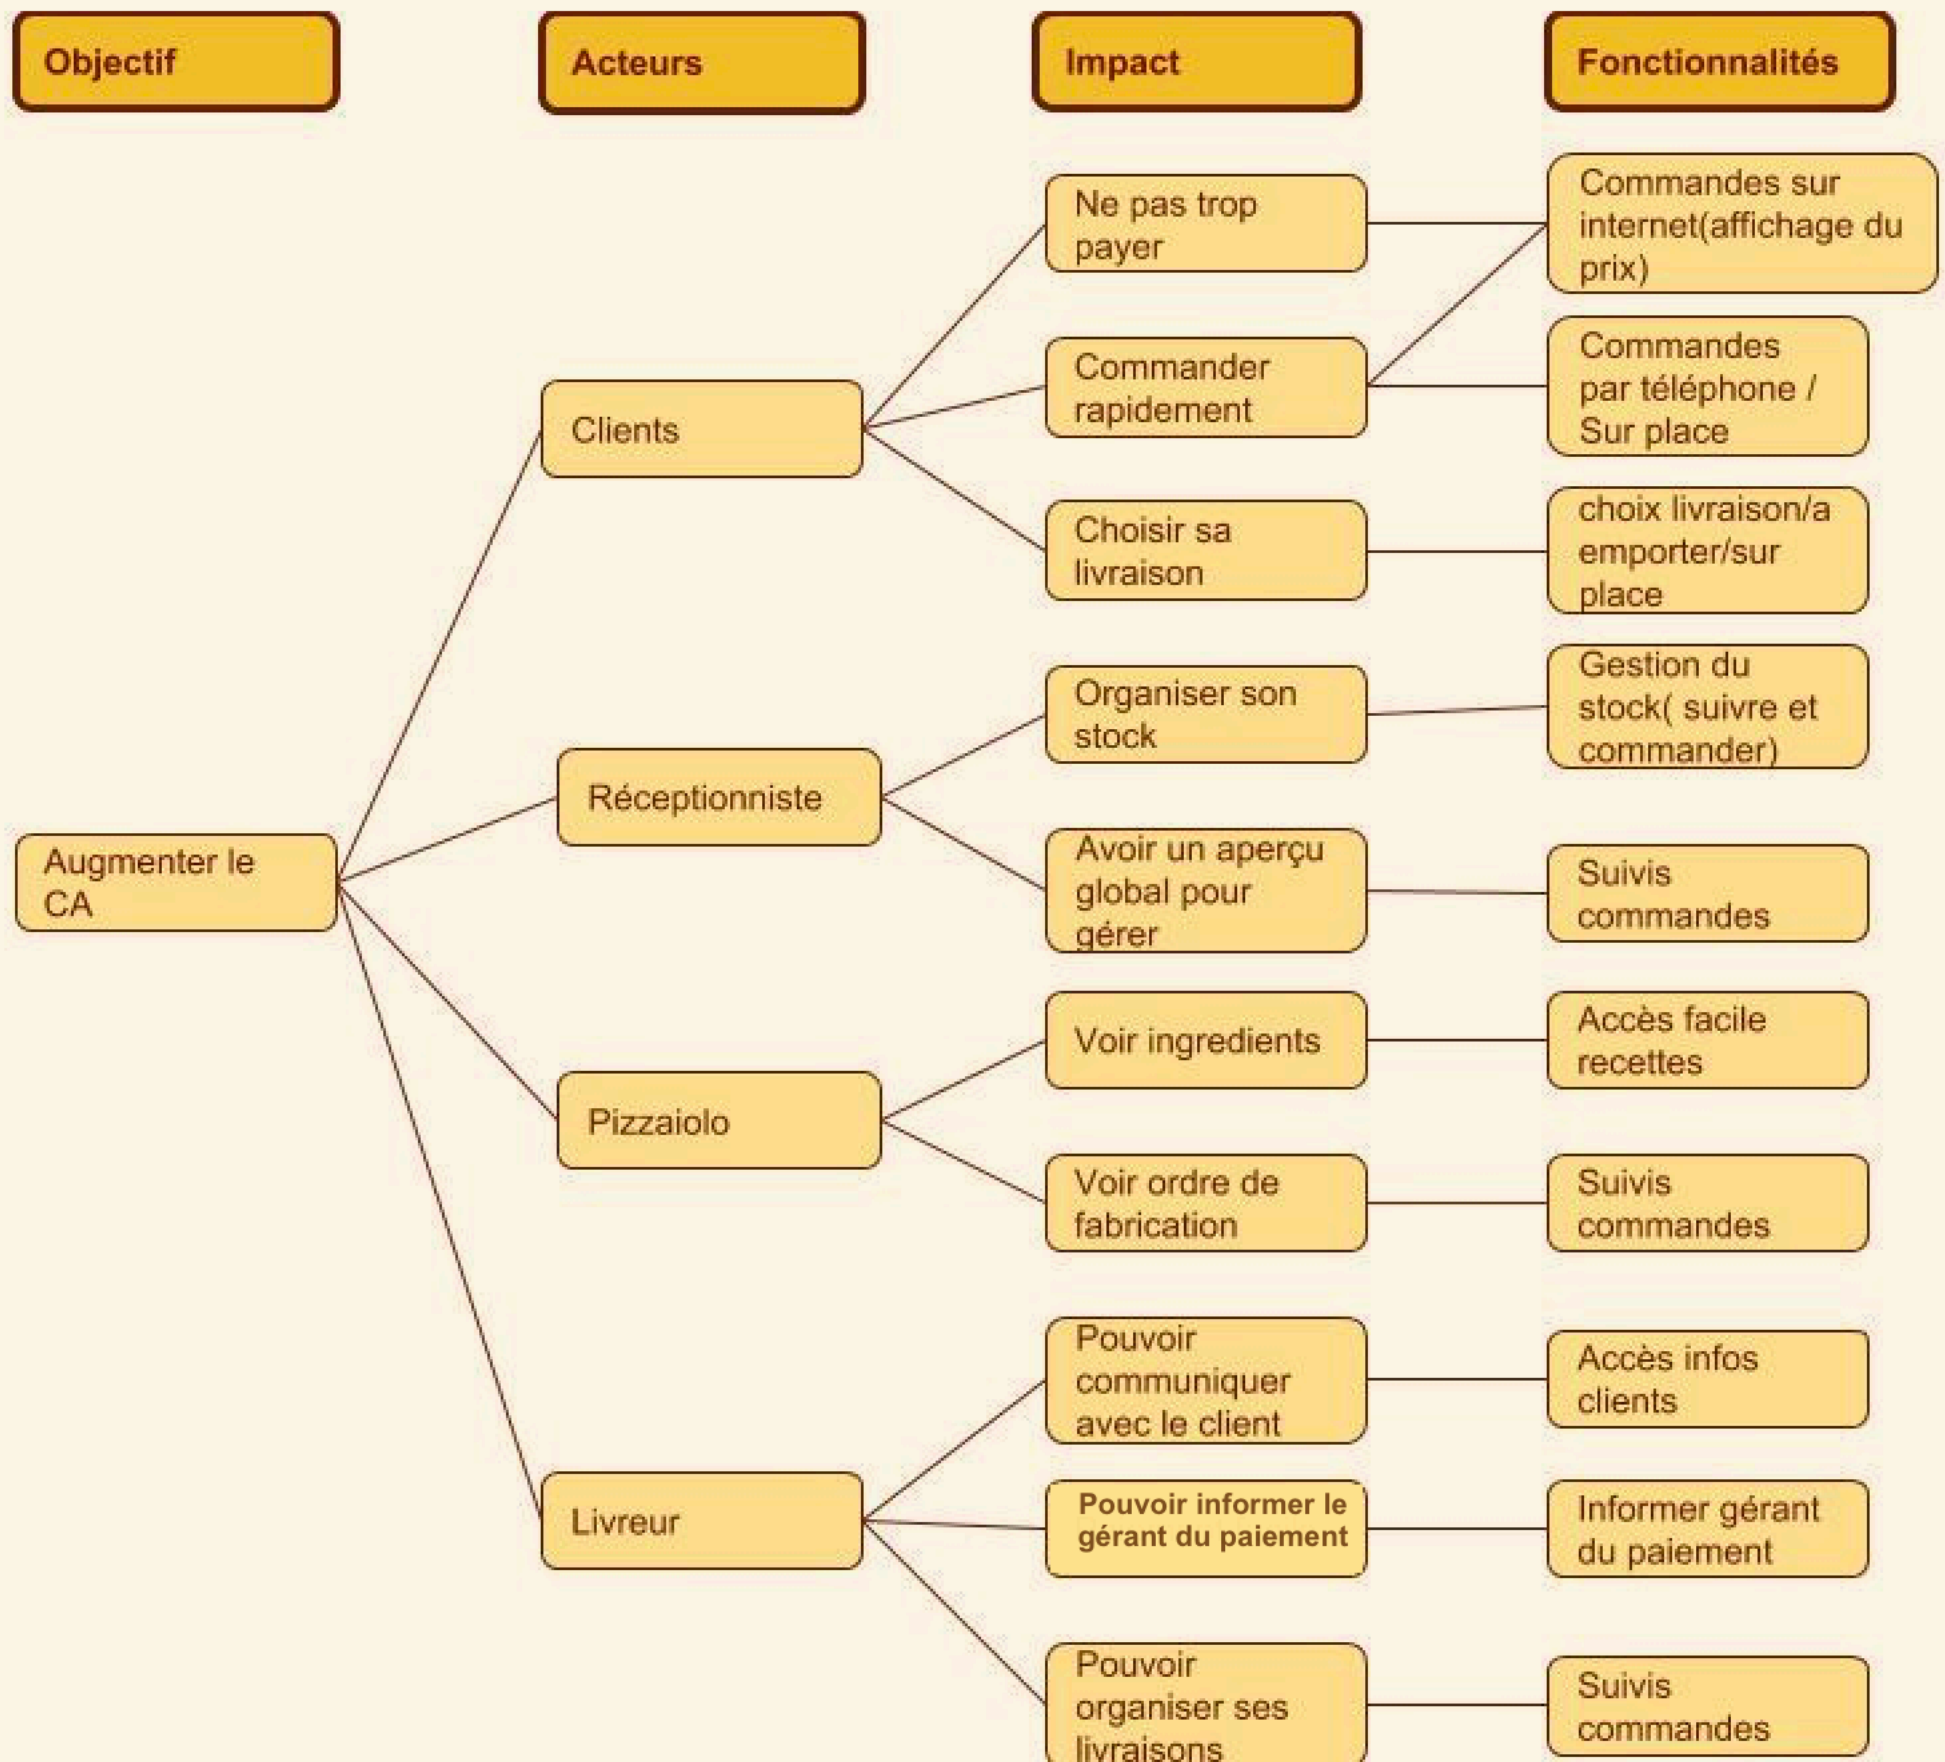 Objectif
Acteurs
Impact
Fonctionnalités
Augmenter le
CA
Clients
Ne pas trop
payer
Commandes sur
internet(affichage du
prix)
Commander
rapidement
Commandes
par téléphone /
Sur place
Choisir sa
livraison
choix livraison/a
emporter/sur
place
Réceptionniste
Organiser son
stock
Gestion du
stock( suivre et
commander)
Avoir un aperçu
global pour
gérer
Suivis
commandes
Pizzaiolo
Voir ingredients
Accès facile
recettes
Voir ordre de
fabrication
Suivis
commandes
Livreur
Pouvoir
communiquer
avec le client
Accès infos
clients
Pouvoir informer le
gérant du paiement
Informer gérant
du paiement
Pouvoir
organiser ses
livraisons
Suivis
commandes